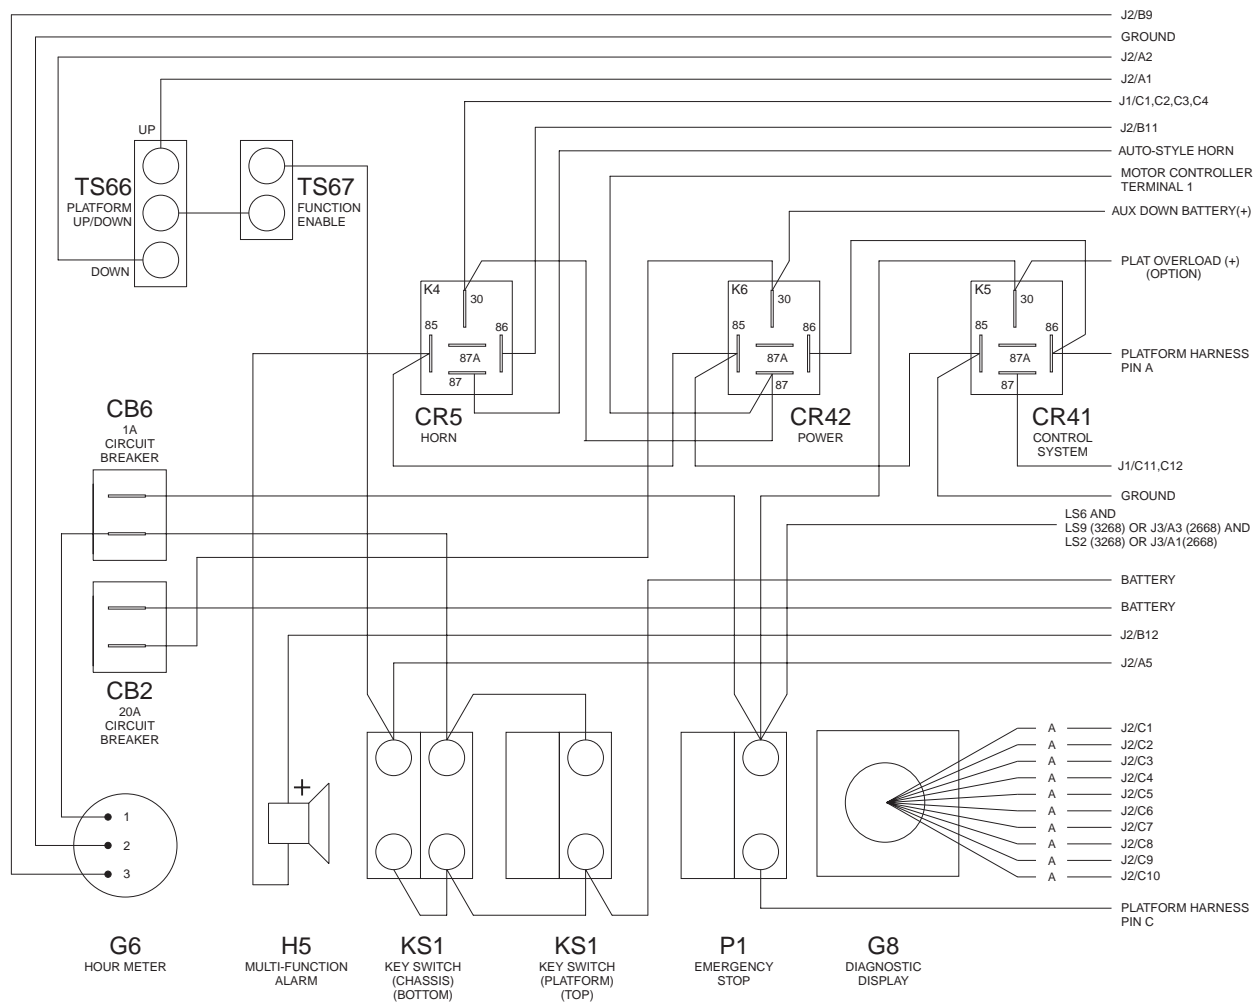 J2/B9
GROUND
J2/A2
J2/A1
J1/C1,C2,C3,C4
J2/B11
AUTO-STYLE HORN
MOTOR CONTROLLER
TERMINAL 1
AUX DOWN BATTERY(+)
PLAT OVERLOAD (+)
(OPTION)
PLATFORM HARNESS
PIN A
J1/C11,C12
GROUND
LS6 AND
LS9 (3268) OR J3/A3 (2668) AND
LS2 (3268) OR J3/A1(2668)
BATTERY
BATTERY
J2/B12
J2/A5
UP
TS66
PLATFORM
UP/DOWN
DOWN
TS67
FUNCTION
ENABLE
K4
30
85
86
87A
87
CR5
HORN
K6
30
85
86
87A
87
CR42
POWER
K5
30
85
86
87A
87
CR41
CONTROL
SYSTEM
CB6
1A
CIRCUIT
BREAKER
CB2
20A
CIRCUIT
BREAKER
1
2
3
G6
HOUR METER
+
H5
MULTI-FUNCTION
ALARM
KS1
KEY SWITCH
(CHASSIS)
(BOTTOM)
KS1
KEY SWITCH
(PLATFORM)
(TOP)
P1
EMERGENCY
STOP
G8
DIAGNOSTIC
DISPLAY
A J2/C1
A J2/C2
A J2/C3
A J2/C4
A J2/C5
A J2/C6
A J2/C7
A J2/C8
A J2/C9
A J2/C10
PLATFORM HARNESS
PIN C